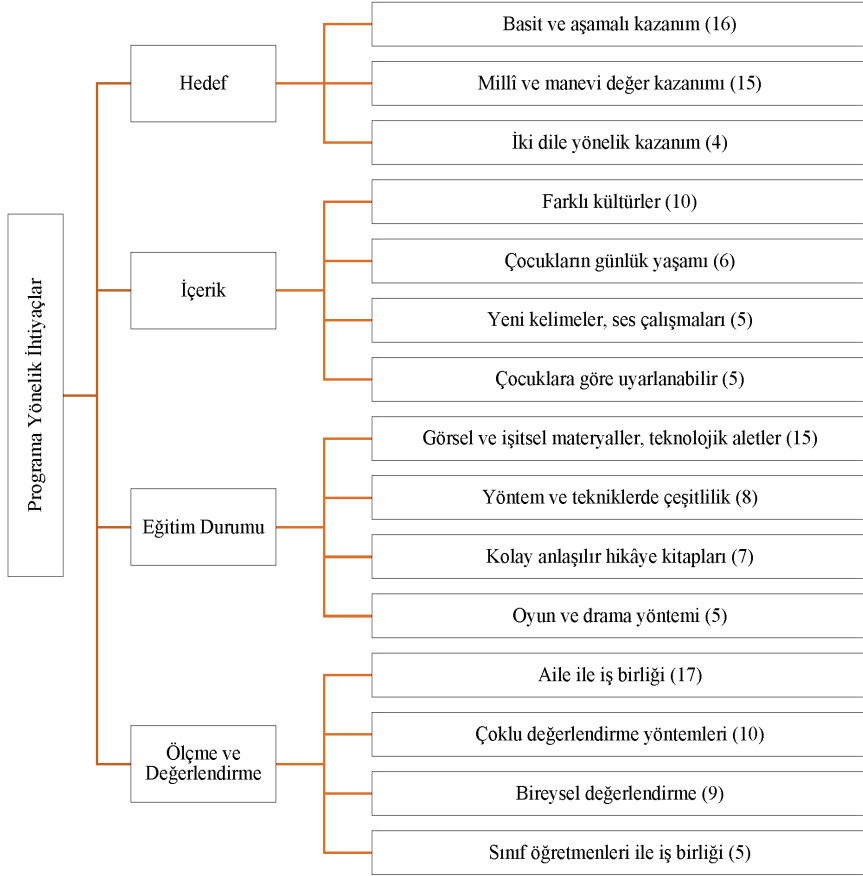 Programa Yönelik İhtiyaçlar
Hedef
Basit ve aşamalı kazanım (16)
Millî ve manevi değer kazanımı (15)
İki dile yönelik kazanım (4)
İçerik
Farklı kültürler (10)
Çocukların günlük yaşamı (6)
Yeni kelimeler, ses çalışmaları (5)
Çocuklara göre uyarlanabilir (5)
Eğitim Durumu
Görsel ve işitsel materyaller, teknolojik aletler (15)
Yöntem ve tekniklerde çeşitlilik (8)
Kolay anlaşılır hikâye kitapları (7)
Oyun ve drama yöntemi (5)
Ölçme ve
Değerlendirme
Aile ile iş birliği (17)
Çoklu değerlendirme yöntemleri (10)
Bireysel değerlendirme (9)
Sınıf öğretmenleri ile iş birliği (5)